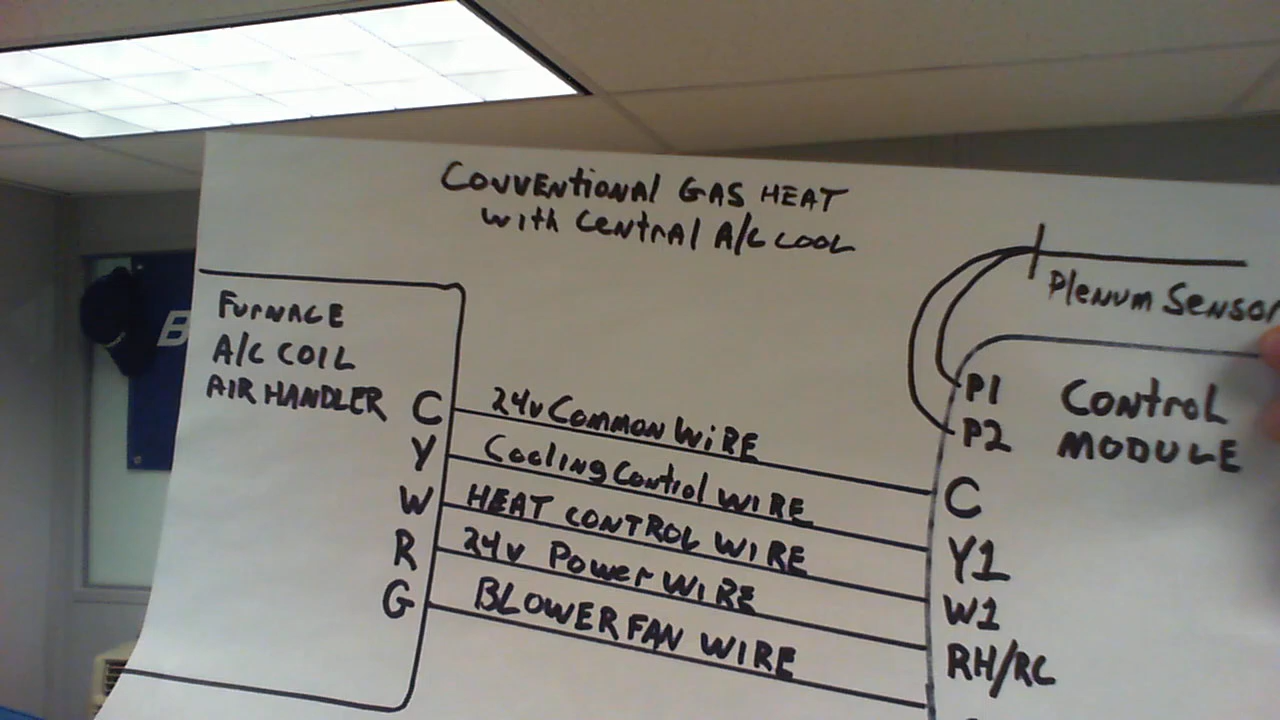 CONVENTIONAL GAS HEAT
with CENTRAL A/C COOL
Plenum Sensor
FURNACE
A/C COIL
AIR HANDLER
C
Y
W
R
G
24v Common WiRE
Cooling Control WIRE
HEAT CONTROL WIRE
24v Power WIRE
BLOWER FAN WIRE
P1
P2
C
Y1
W1
RH/RC
Control
MODULE
B